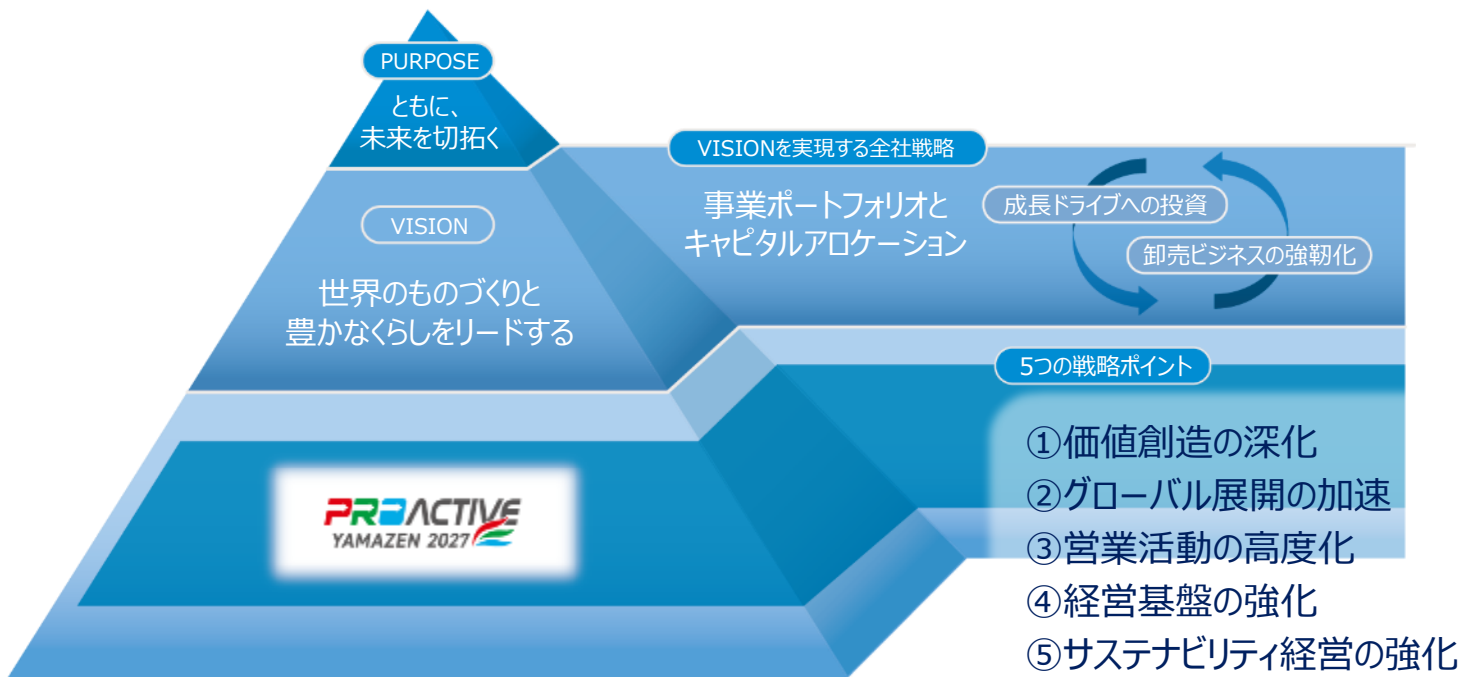 PURPOSE
ともに、
未来を切拓く
VISION
世界のものづくりと
豊かなくらしをリードする
PROACTIVE
YAMAZEN 2027
VISIONを実現する全社戦略
事業ポートフォリオと
キャピタルアロケーション
成長ドライブへの投資
卸売ビジネスの強靭化
5つの戦略ポイント
①価値創造の深化
②グローバル展開の加速
③営業活動の高度化
④経営基盤の強化
⑤サステナビリティ経営の強化